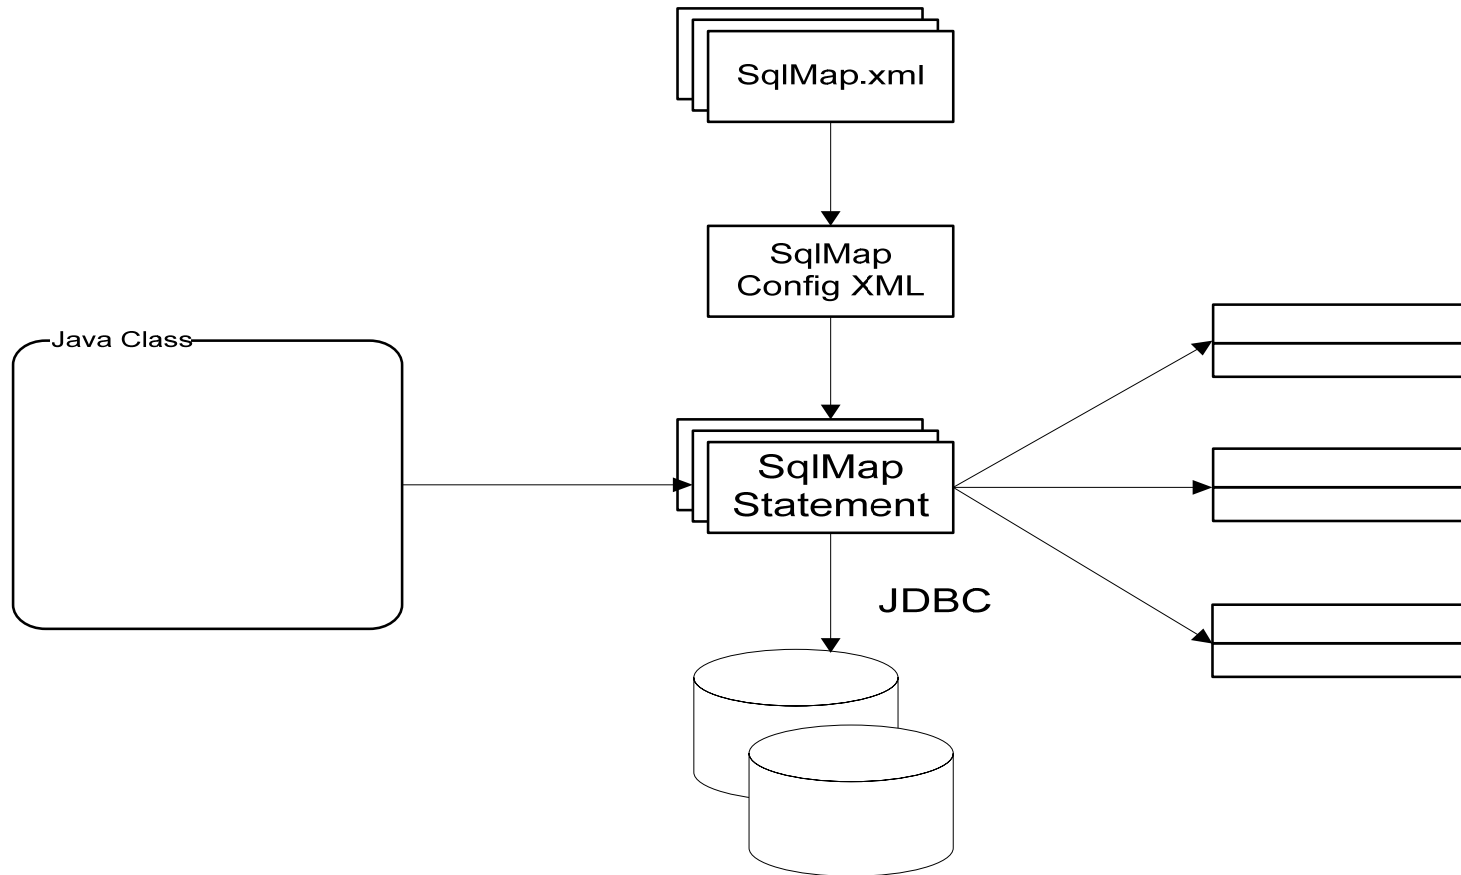 SqlMap.xml
SqlMap
Config XML
Java Class
SqlMap
Statement
JDBC